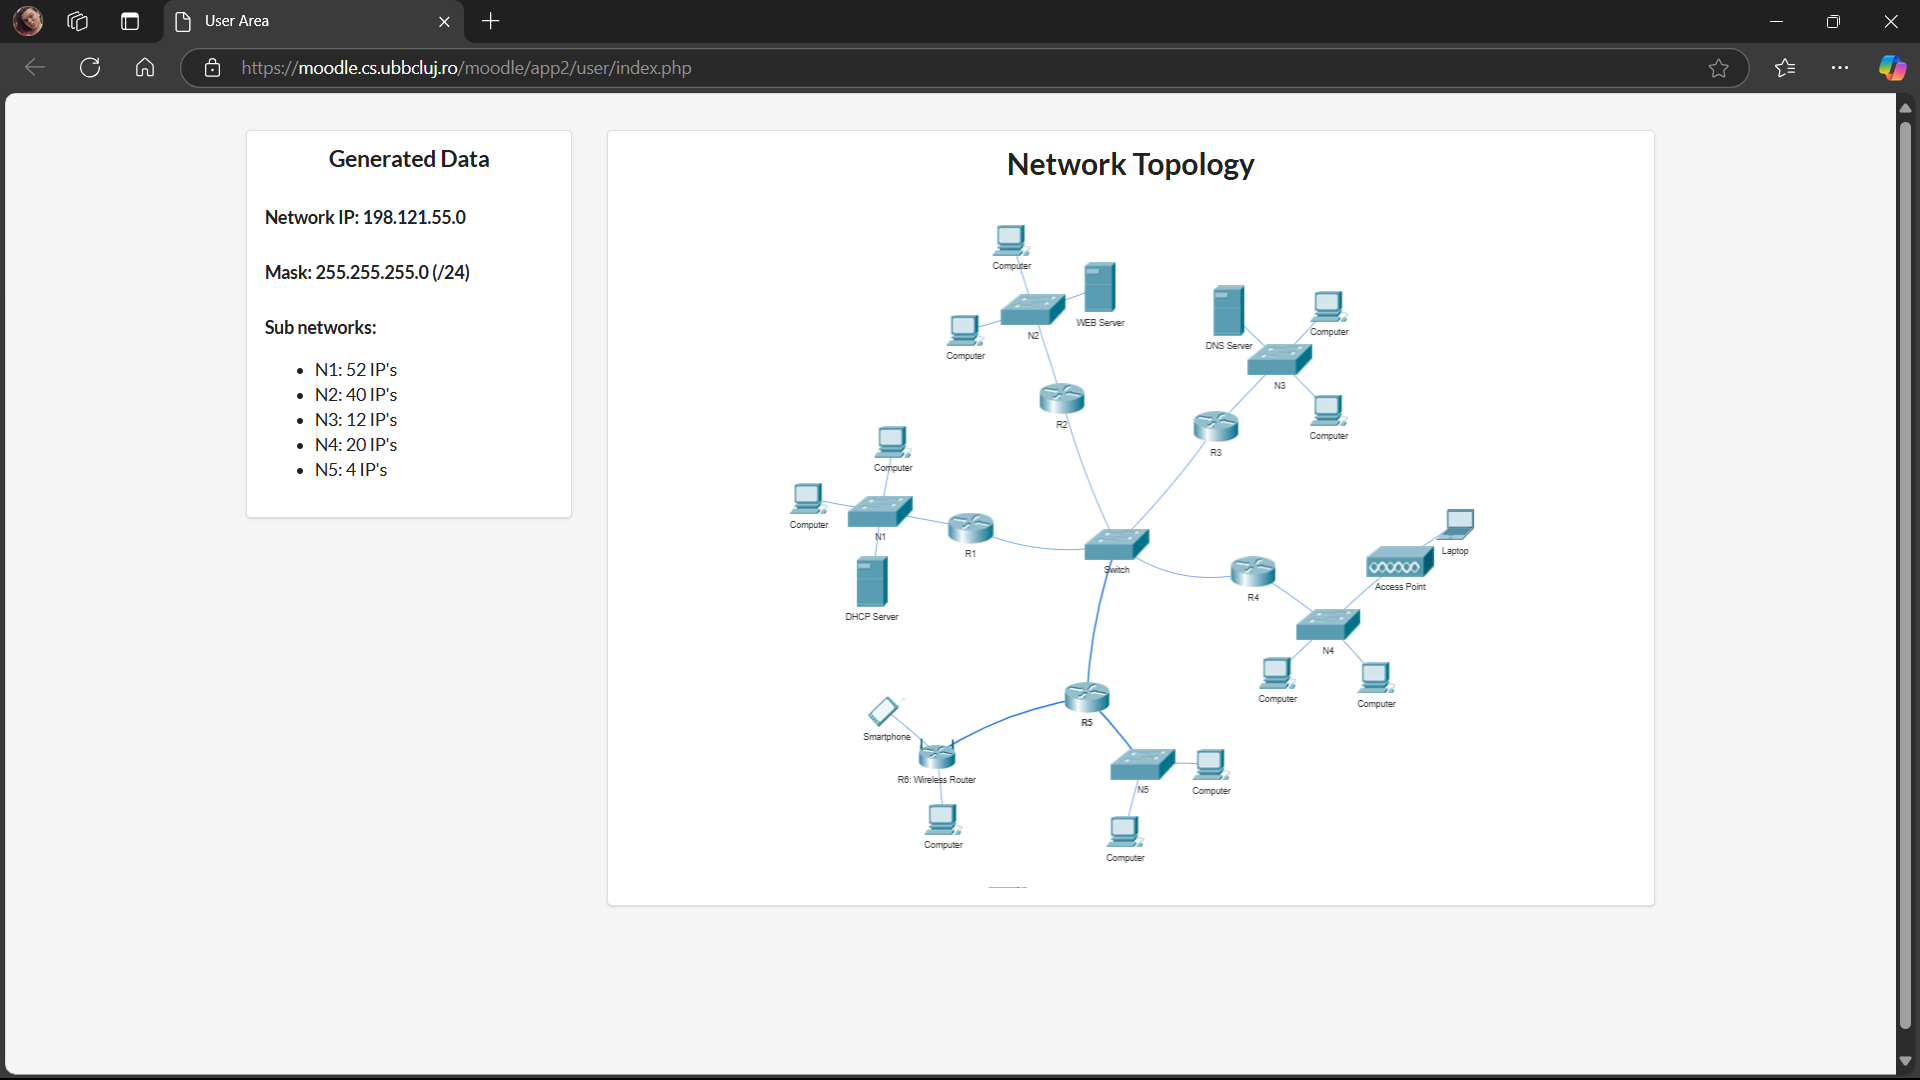 User Area
https://moodle.cs.ubbcluj.ro/moodle/app2/user/index.php
Generated Data
Network IP: 198.121.55.0
Mask: 255.255.255.0 (/24)
Sub networks:
N1: 52 IP's
N2: 40 IP's
N3: 12 IP's
N4: 20 IP's
N5: 4 IP's
Network Topology
Computer
WEB Server
N2
Computer
DNS Server
Computer
N3
R2
Computer
R3
Computer
Computer
N1
R1
Switch
Laptop
Access Point
R4
DHCP Server
N4
Computer
Computer
R5
Smartphone
R6: Wireless Router
N5
Computer
Computer
Computer